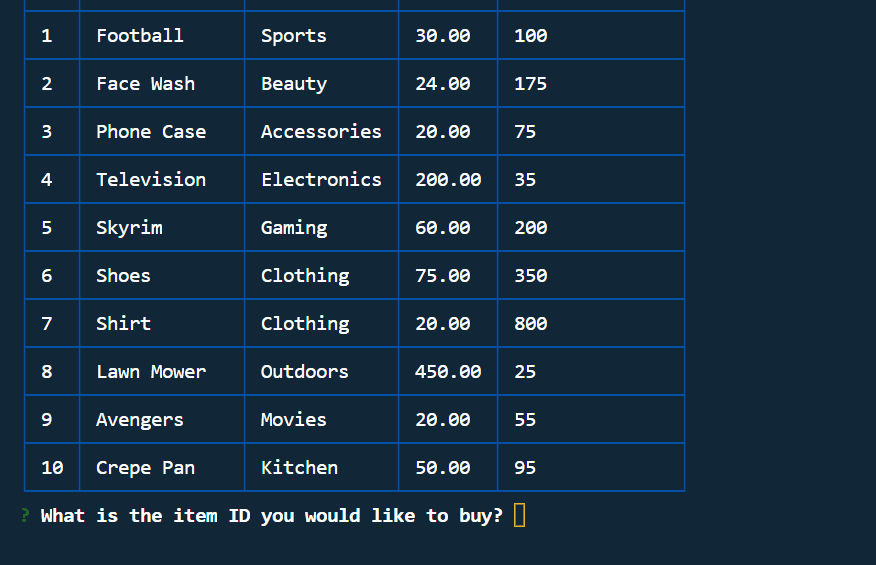 1 Football Sports 30.00 100
2 Face Wash Beauty 24.00 175
3 Phone Case Accessories 20.00 75
4 Television Electronics 200.00 35
5 Skyrim Gaming 60.00 200
6 Shoes Clothing 75.00 350
7 Shirt Clothing 20.00 800
8 Lawn Mower Outdoors 450.00 25
9 Avengers Movies 20.00 55
10 Crepe Pan Kitchen 50.00 95
? What is the item ID you would like to buy?